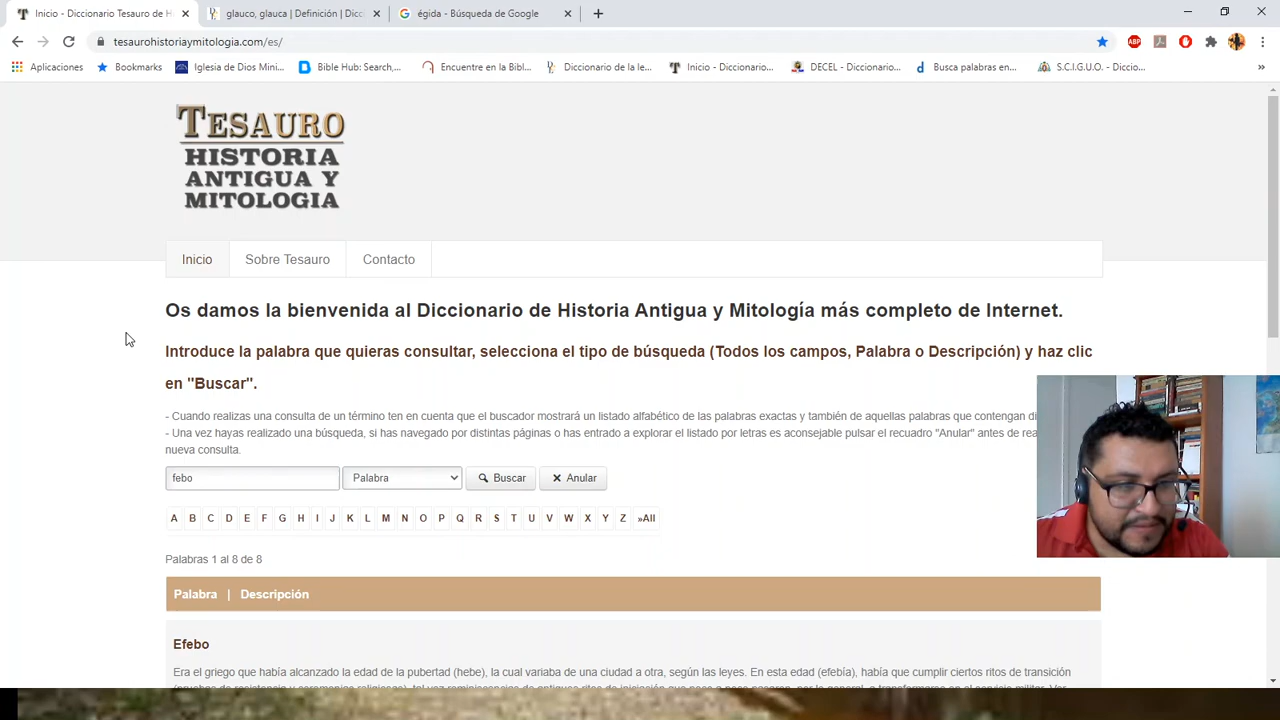 Inicio - Diccionario Tesauro de H
glauco, glauca | Definición | Dicc
égida - Búsqueda de Google
tesaurohistoriaymitologia.com/es/
Aplicaciones
Bookmarks
Iglesia de Dios Mini...
Bible Hub: Search,...
Encuentre en la Bibl...
Diccionario de la le...
Inicio - Diccionario...
DECEL - Diccionario...
Busca palabras en...
S.C.I.G.U.O. - Diccio...
TESAURO
HISTORIA
ANTIGUA Y
MITOLOGIA
Inicio
Sobre Tesauro
Contacto
Os damos la bienvenida al Diccionario de Historia Antigua y Mitología más completo de Internet.
Introduce la palabra que quieras consultar, selecciona el tipo de búsqueda (Todos los campos, Palabra o Descripción) y haz clic
en "Buscar".
- Cuando realizas una consulta de un término ten en cuenta que el buscador mostrará un listado alfabético de las palabras exactas y también de aquellas palabras que contengan di
- Una vez hayas realizado una búsqueda, si has navegado por distintas páginas o has entrado a explorar el listado por letras es aconsejable pulsar el recuadro "Anular" antes de rea
nueva consulta.
febo
Palabra
Buscar
Anular
A B C D E F G H I J K L M N O P Q R S T U V W X Y Z »All
Palabras 1 al 8 de 8
Palabra | Descripción
Efebo
Era el griego que había alcanzado la edad de la pubertad (hebe), la cual variaba de una ciudad a otra, según las leyes. En esta edad (efebía), había que cumplir ciertos ritos de transición